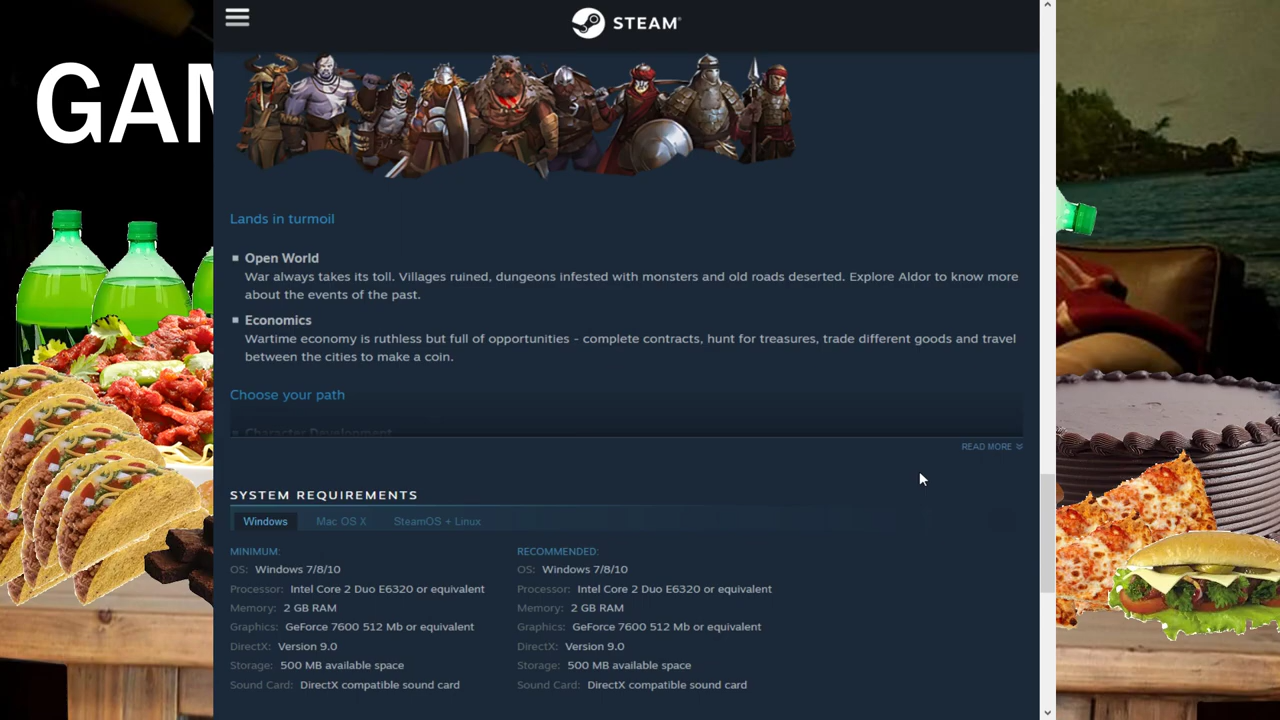 GAM
STEAM®
Lands in turmoil
Open World
War always takes its toll. Villages ruined, dungeons infested with monsters and old roads deserted. Explore Aldor to know more
about the events of the past.
Economics
Wartime economy is ruthless but full of opportunities - complete contracts, hunt for treasures, trade different goods and travel
between the cities to make a coin.
Choose your path
Character Development
READ MORE
SYSTEM REQUIREMENTS
Windows Mac OS X SteamOS + Linux
MINIMUM: RECOMMENDED:
OS: Windows 7/8/10 OS: Windows 7/8/10
Processor: Intel Core 2 Duo E6320 or equivalent Processor: Intel Core 2 Duo E6320 or equivalent
Memory: 2 GB RAM Memory: 2 GB RAM
Graphics: GeForce 7600 512 Mb or equivalent Graphics: GeForce 7600 512 Mb or equivalent
DirectX: Version 9.0 DirectX: Version 9.0
Storage: 500 MB available space Storage: 500 MB available space
Sound Card: DirectX compatible sound card Sound Card: DirectX compatible sound card